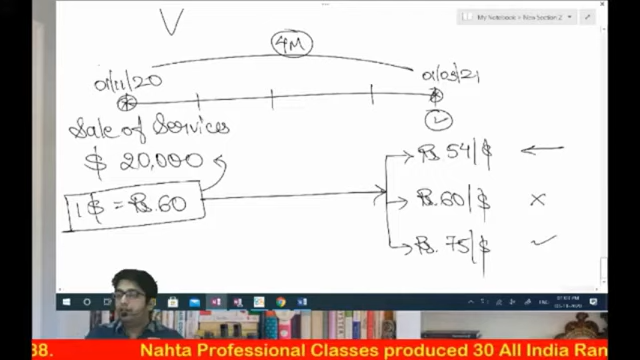 My Notebook > New Section 2
V
4M
01/11/20
01/03/21
Sale of Services
$ 20,000
1$ = Rs.60
Rs.54/$
Rs.60/$ ×
Rs.75/$ ✓
38.
Nahta Professional Classes produced 30 All India Ran